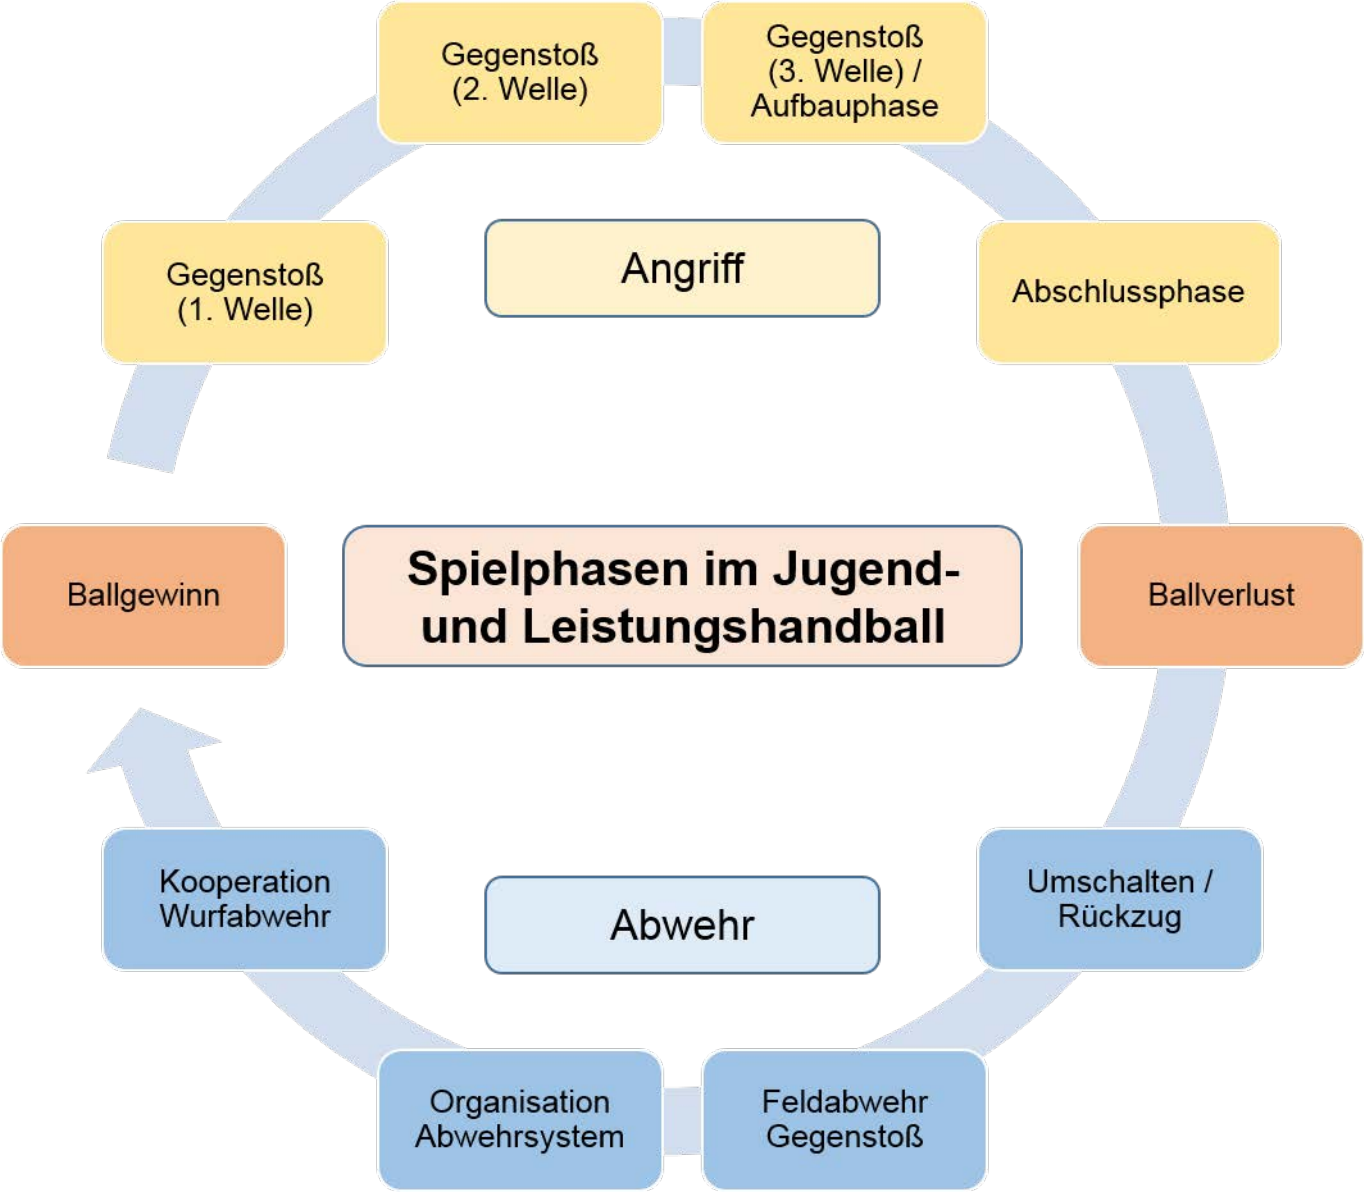 Gegenstoß
(2. Welle)
Gegenstoß
(3. Welle) /
Aufbauphase
Gegenstoß
(1. Welle)
Angriff
Abschlussphase
Ballgewinn
Spielphasen im Jugend-
und Leistungshandball
Ballverlust
Kooperation
Wurfabwehr
Abwehr
Umschalten /
Rückzug
Organisation
Abwehrsystem
Feldabwehr
Gegenstoß